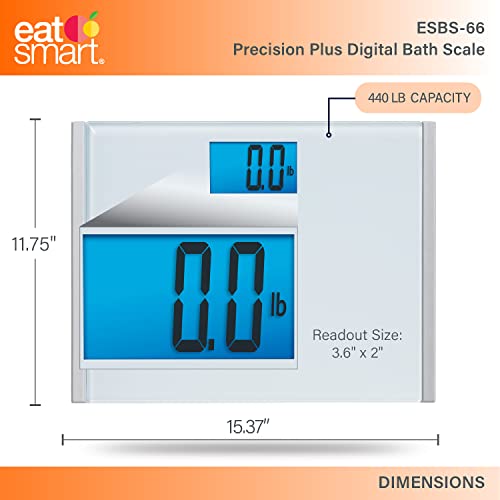 eat
smart®
ESBS-66
Precision Plus Digital Bath Scale
440 LB CAPACITY
0.0 lb
11.75"
0.0 lb
Readout Size:
3.6" x 2"
15.37"
DIMENSIONS